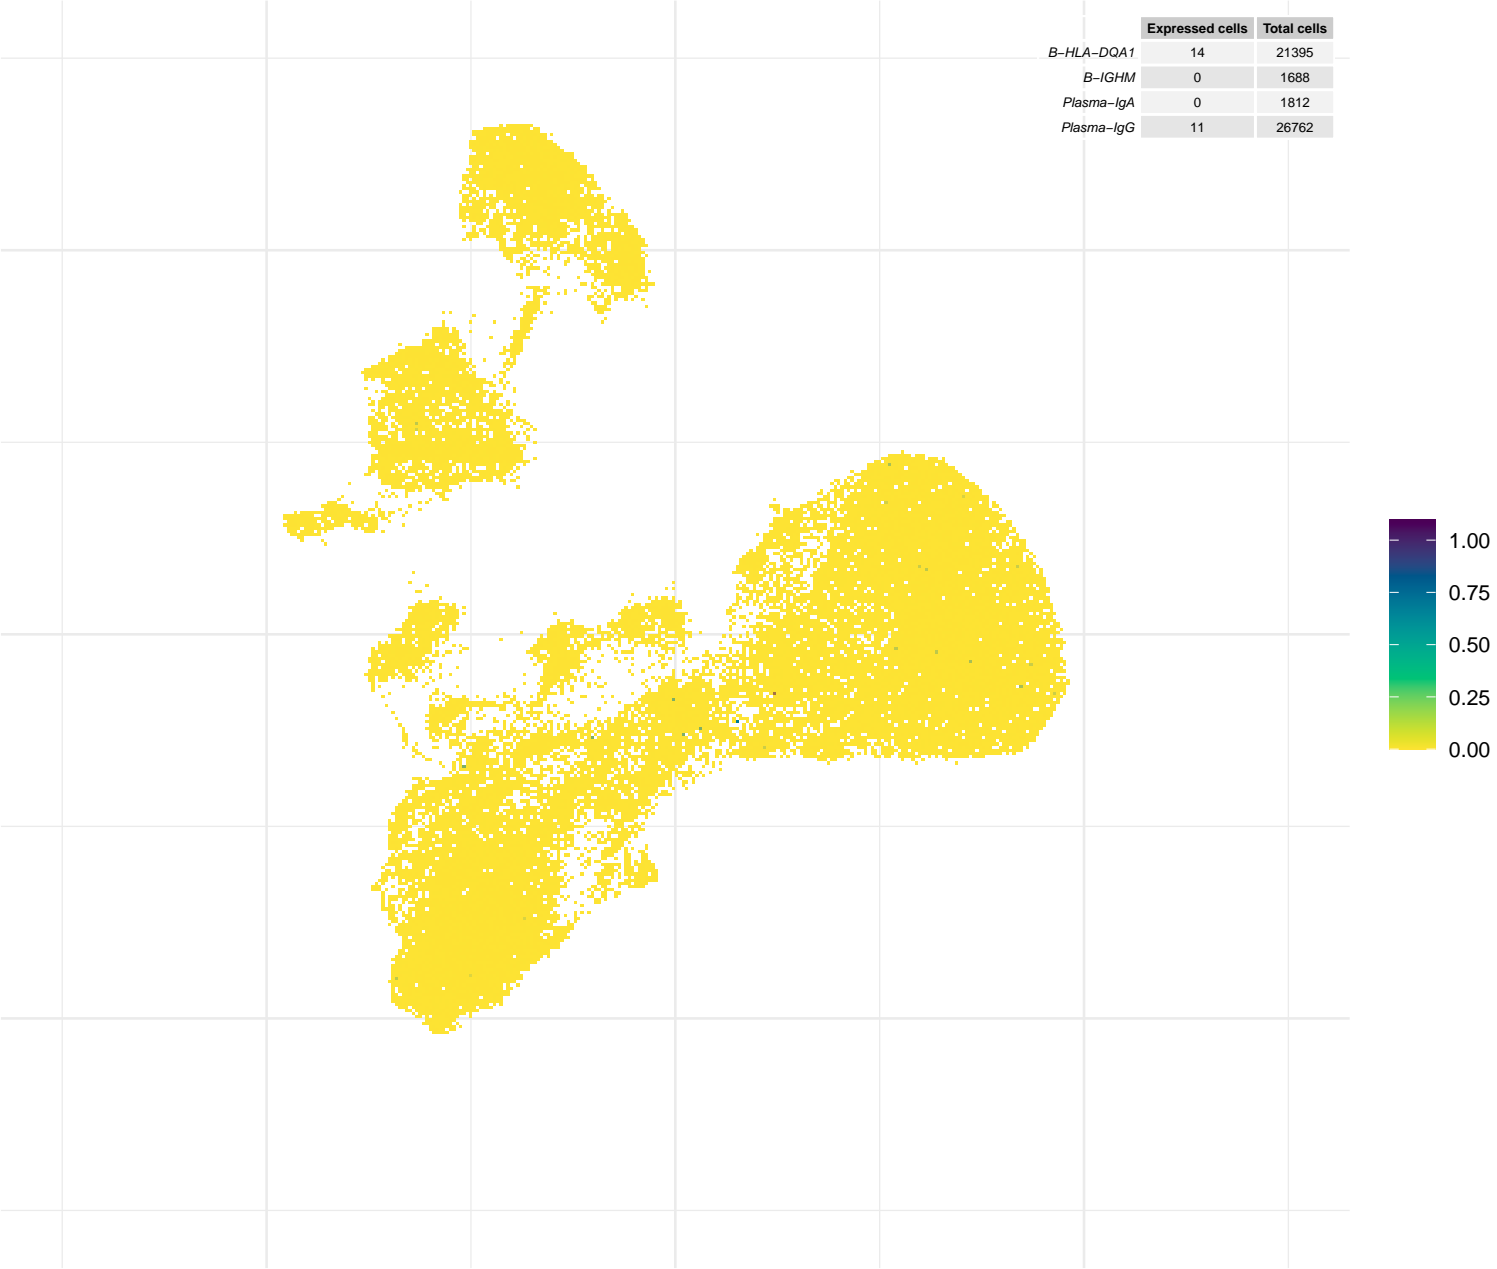 Expressed cells Total cells
B−HLA−DQA1 14 21395
B−IGHM 0 1688
Plasma−IgA 0 1812
Plasma−IgG 11 26762
1.00
0.75
0.50
0.25
0.00